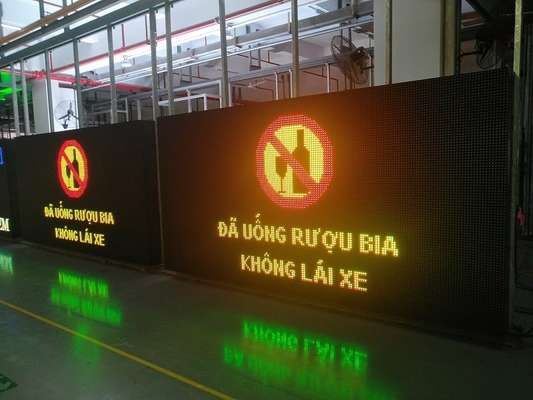 ĐÃ UỐNG RƯỢU BIA
KHÔNG LÁI XE
ĐÃ UỐNG RƯỢU BIA
KHÔNG LÁI XE